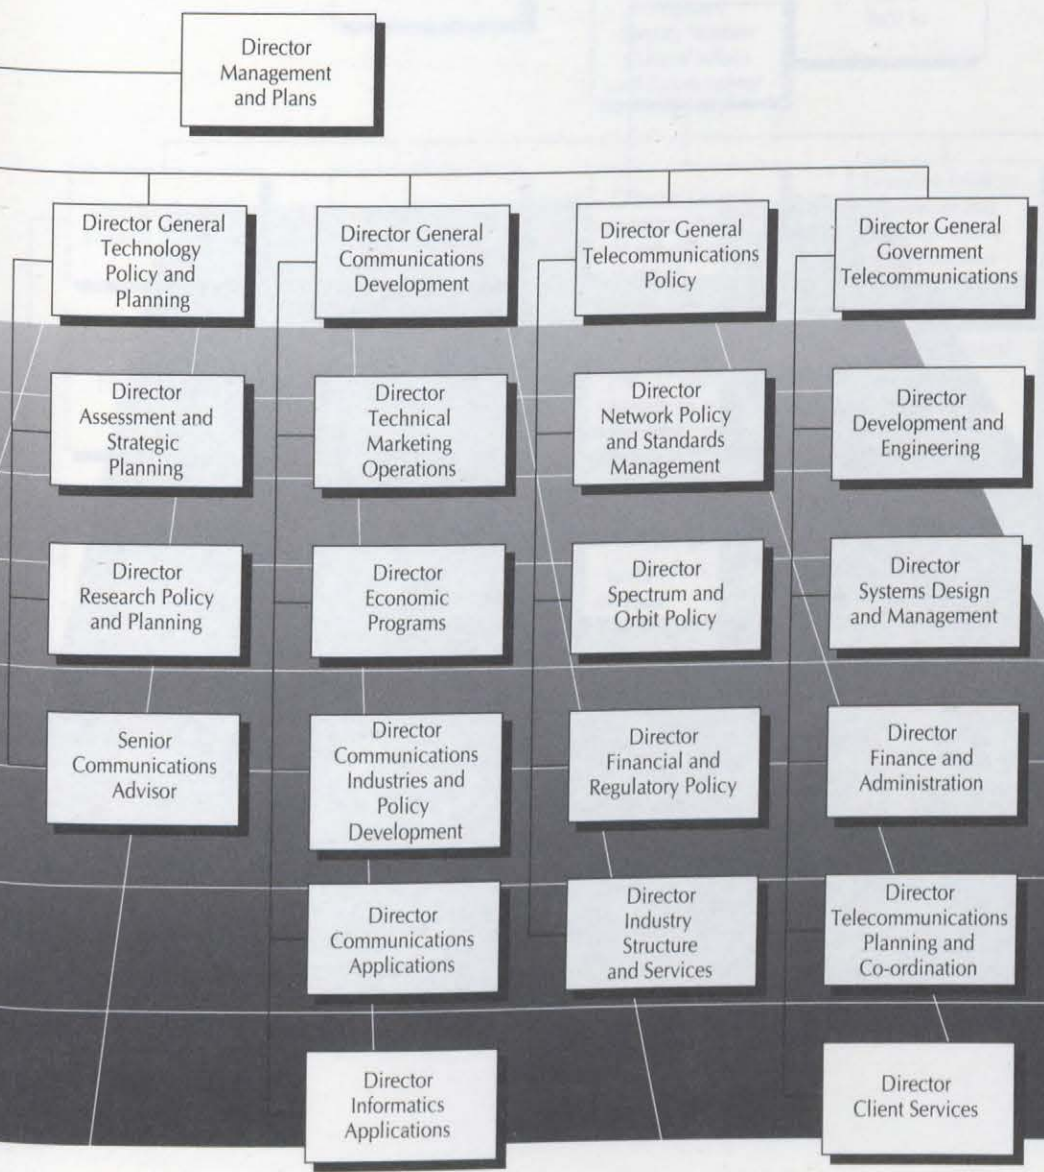 Director
Management
and Plans
Director General
Technology
Policy and
Planning
Director
Assessment and
Strategic
Planning
Director
Research Policy
and Planning
Senior
Communications
Advisor
Director General
Communications
Development
Director
Technical
Marketing
Operations
Director
Economic
Programs
Director
Communications
Industries and
Policy
Development
Director
Communications
Applications
Director
Informatics
Applications
Director General
Telecommunications
Policy
Director
Network Policy
and Standards
Management
Director
Spectrum and
Orbit Policy
Director
Financial and
Regulatory Policy
Director
Industry
Structure
and Services
Director General
Government
Telecommunications
Director
Development and
Engineering
Director
Systems Design
and Management
Director
Finance and
Administration
Director
Telecommunications
Planning and
Co-ordination
Director
Client Services